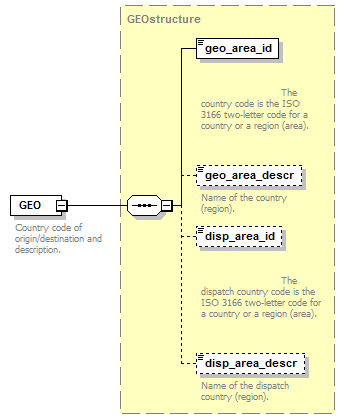 GEOstructure
geo_area_id
The
country code is the ISO
3166 two-letter code for a
country or a region (area).
geo_area_descr
Name of the country
(region).
GEO
Country code of
origin/destination and
description.
disp_area_id
The
dispatch country code is the
ISO 3166 two-letter code for
a country or a region (area).
disp_area_descr
Name of the dispatch
country (region).